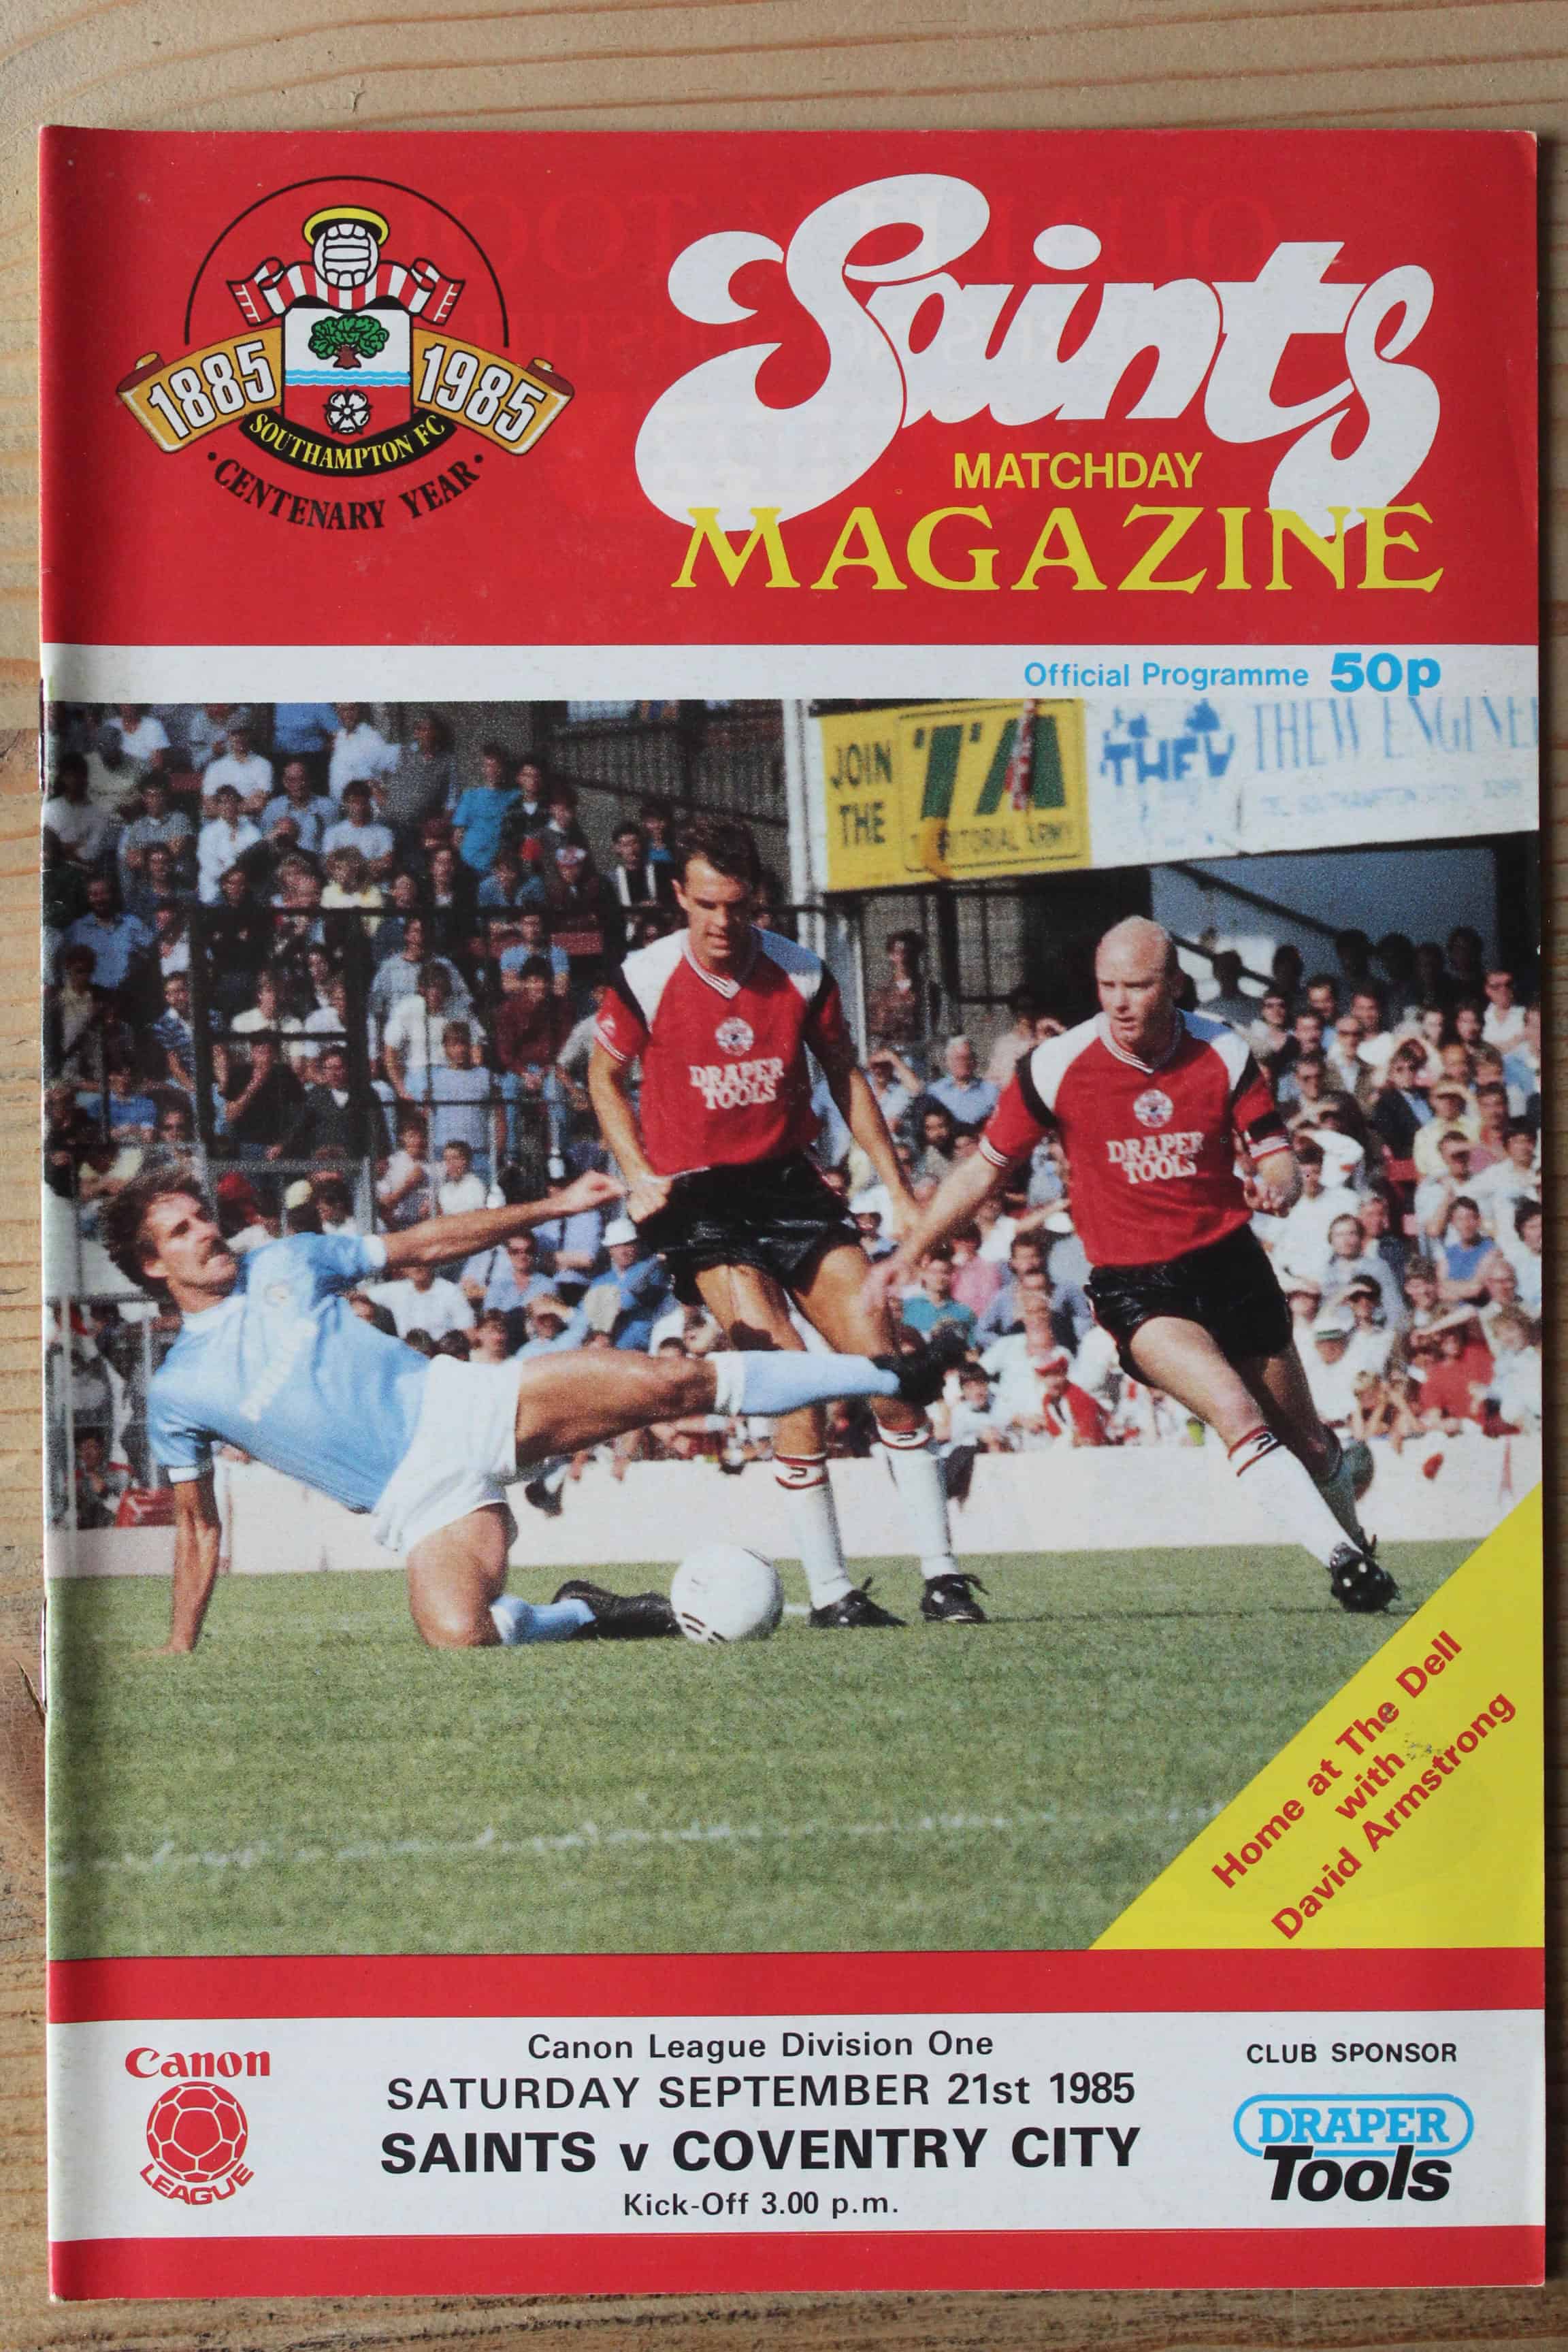 1885
1985
SOUTHAMPTON FC
• CENTENARY YEAR •
Saints
MATCHDAY
MAGAZINE
Official Programme 50p
JOIN
THE
TA
TERRITORIAL ARMY
THEW
DRAPER
TOOLS
DRAPER
TOOLS
Home at The Dell
with
David Armstrong
Canon
LEAGUE
Canon League Division One
SATURDAY SEPTEMBER 21st 1985
SAINTS v COVENTRY CITY
Kick-Off 3.00 p.m.
CLUB SPONSOR
DRAPER
Tools